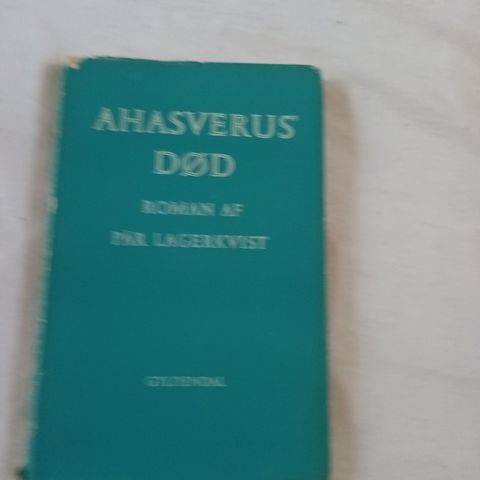 AHASVERUS'
DØD
ROMAN AF
PÄR LAGERKVIST
GYLDENDAL